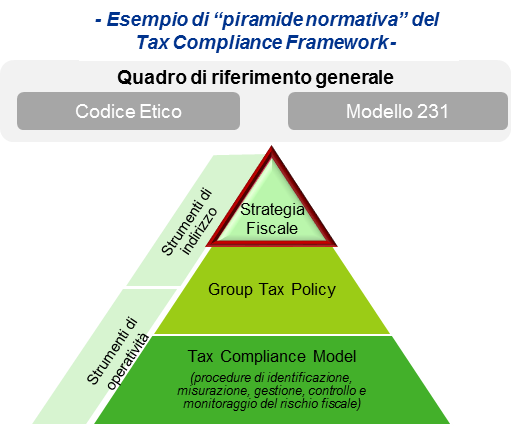 - Esempio di “piramide normativa” del
Tax Compliance Framework-
Quadro di riferimento generale
Codice Etico
Modello 231
Strumenti di
indirizzo
Strategia
Fiscale
Group Tax Policy
Strumenti di
operatività
Tax Compliance Model
(procedure di identificazione,
misurazione, gestione, controllo e
monitoraggio del rischio fiscale)